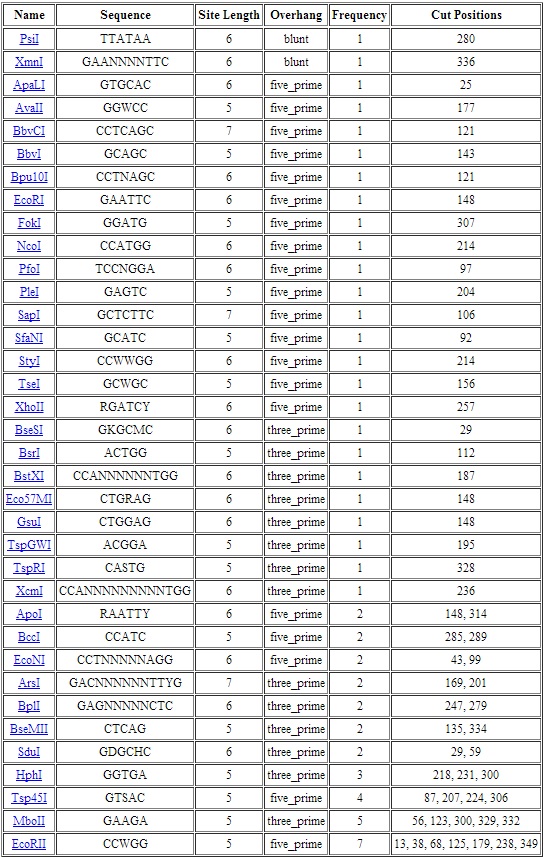 Name Sequence Site Length Overhang Frequency Cut Positions
PsiI TTATAA 6 blunt 1 280
XmnI GAANNNNTTC 6 blunt 1 336
ApaLI GTGCAC 6 five_prime 1 25
AvaII GGWCC 5 five_prime 1 177
BbvCI CCTCAGC 7 five_prime 1 121
BbvI GCAGC 5 five_prime 1 143
Bpu10I CCTNAGC 6 five_prime 1 121
EcoRI GAATTC 6 five_prime 1 148
FokI GGATG 5 five_prime 1 307
NcoI CCATGG 6 five_prime 1 214
PfoI TCCNGGA 6 five_prime 1 97
PleI GAGTC 5 five_prime 1 204
SapI GCTCTTC 7 five_prime 1 106
SfaNI GCATC 5 five_prime 1 92
StyI CCWWGG 6 five_prime 1 214
TseI GCWGC 5 five_prime 1 156
XhoII RGATCY 6 five_prime 1 257
BseSI GKGCMC 6 three_prime 1 29
BsrI ACTGG 5 three_prime 1 112
BstXI CCANNNNNNTGG 6 three_prime 1 187
Eco57MI CTGRAG 6 three_prime 1 148
GsuI CTGGAG 6 three_prime 1 148
TspGWI ACGGA 5 three_prime 1 195
TspRI CASTG 5 three_prime 1 328
XcmI CCANNNNNNNNNTGG 6 three_prime 1 236
ApoI RAATTY 6 five_prime 2 148, 314
BccI CCATC 5 five_prime 2 285, 289
EcoNI CCTNNNNNAGG 6 five_prime 2 43, 99
ArsI GACNNNNNNTTYG 7 three_prime 2 169, 201
BplI GAGNNNNNCTC 6 three_prime 2 247, 279
BseMII CTCAG 5 three_prime 2 135, 334
SduI GDGCHC 6 three_prime 2 29, 59
HphI GGTGA 5 three_prime 3 218, 231, 300
Tsp45I GTSAC 5 five_prime 4 87, 207, 224, 306
MboII GAAGA 5 three_prime 5 56, 123, 300, 329, 332
EcoRII CCWGG 5 five_prime 7 13, 38, 68, 125, 179, 238, 349